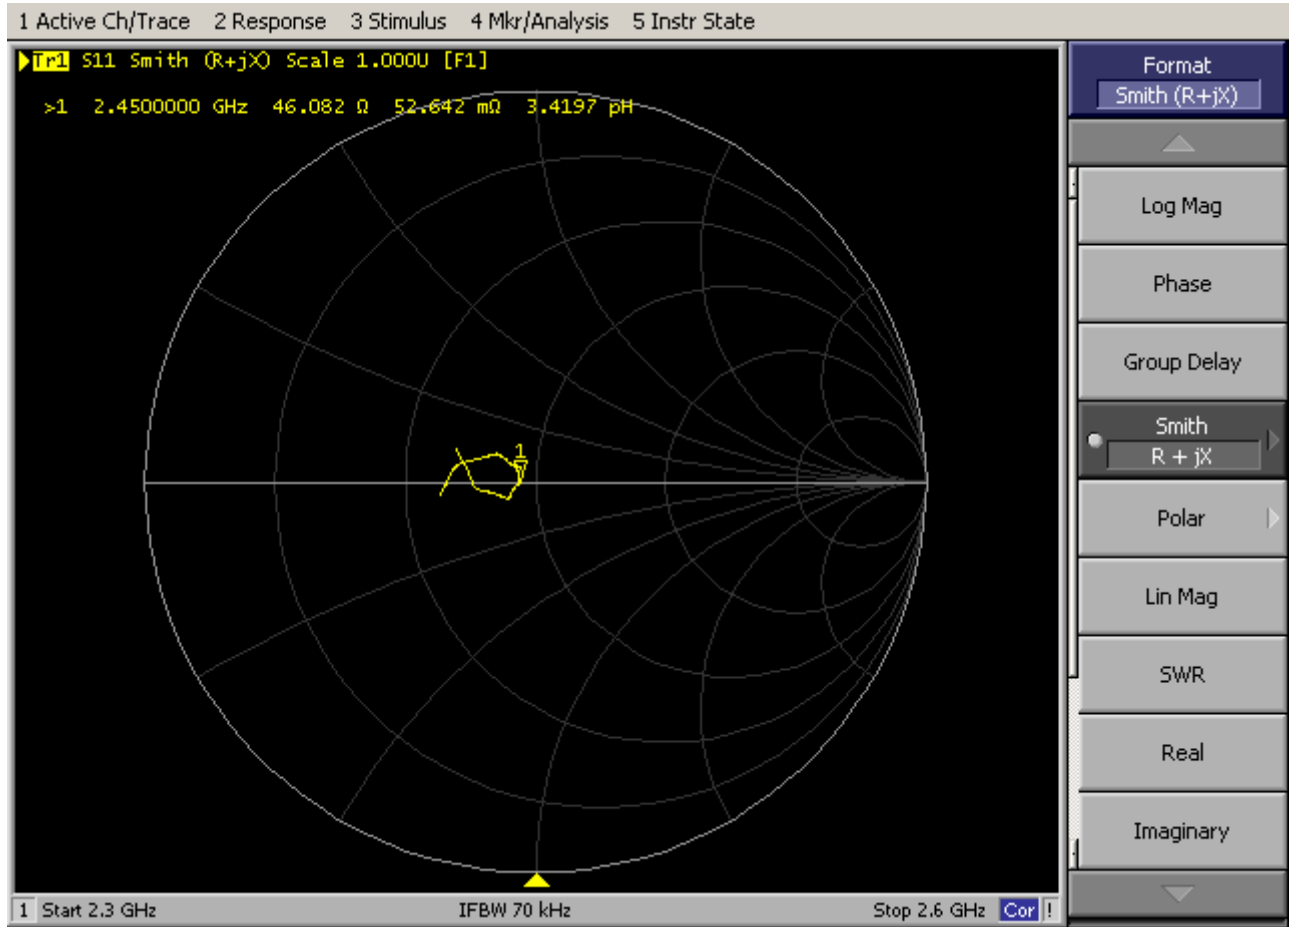 1 Active Ch/Trace 2 Response 3 Stimulus 4 Mkr/Analysis 5 Instr State
Tr1 S11 Smith (R+jX) Scale 1.000U [F1]
>1 2.4500000 GHz 46.082 Ω 52.642 mΩ 3.4197 pH
1
Format
Smith (R+jX)
Log Mag
Phase
Group Delay
Smith
R + jX
Polar
Lin Mag
SWR
Real
Imaginary
1 Start 2.3 GHz IFBW 70 kHz Stop 2.6 GHz Cor !